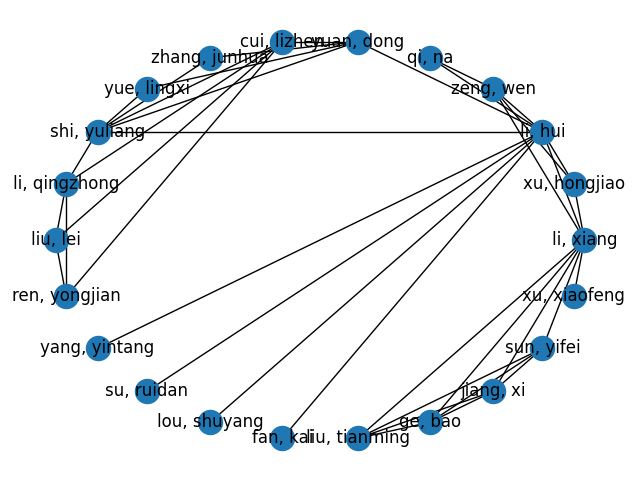 cui, lizhen
yuan, dong
zhang, junhua
qi, na
yue, lingxi
zeng, wen
shi, yuliang
li, hui
li, qingzhong
xu, hongjiao
liu, lei
li, xiang
ren, yongjian
xu, xiaofeng
yang, yintang
sun, yifei
su, ruidan
jiang, xi
lou, shuyang
ge, bao
fan, kai
liu, tianming